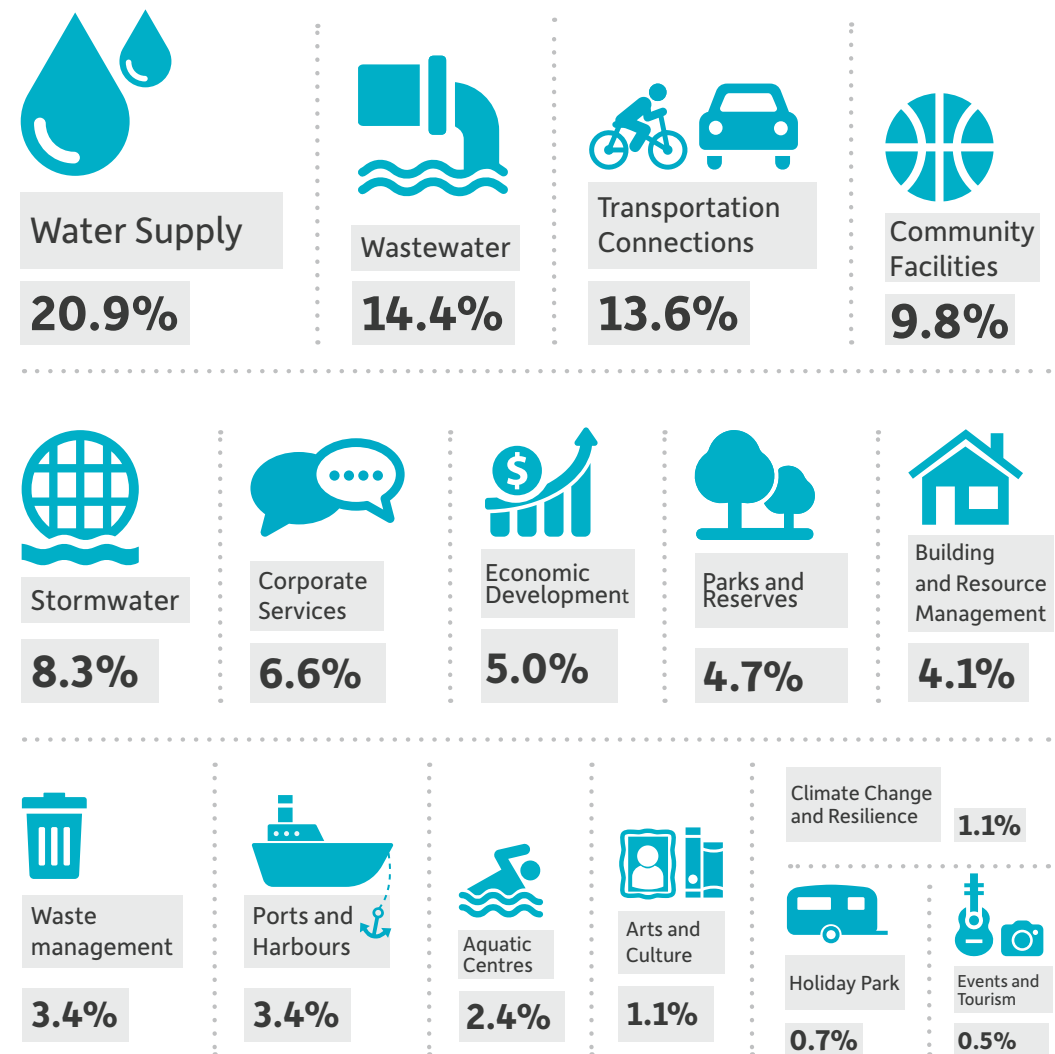 Water Supply
20.9%
Wastewater
14.4%
Transportation
Connections
13.6%
Community
Facilities
9.8%
Stormwater
8.3%
Corporate
Services
6.6%
$
Economic
Development
5.0%
Parks and
Reserves
4.7%
Building
and Resource
Management
4.1%
Waste
management
3.4%
Ports and
Harbours
3.4%
Aquatic
Centres
2.4%
Arts and
Culture
1.1%
Climate Change
and Resilience
1.1%
Holiday Park
0.7%
Events and
Tourism
0.5%